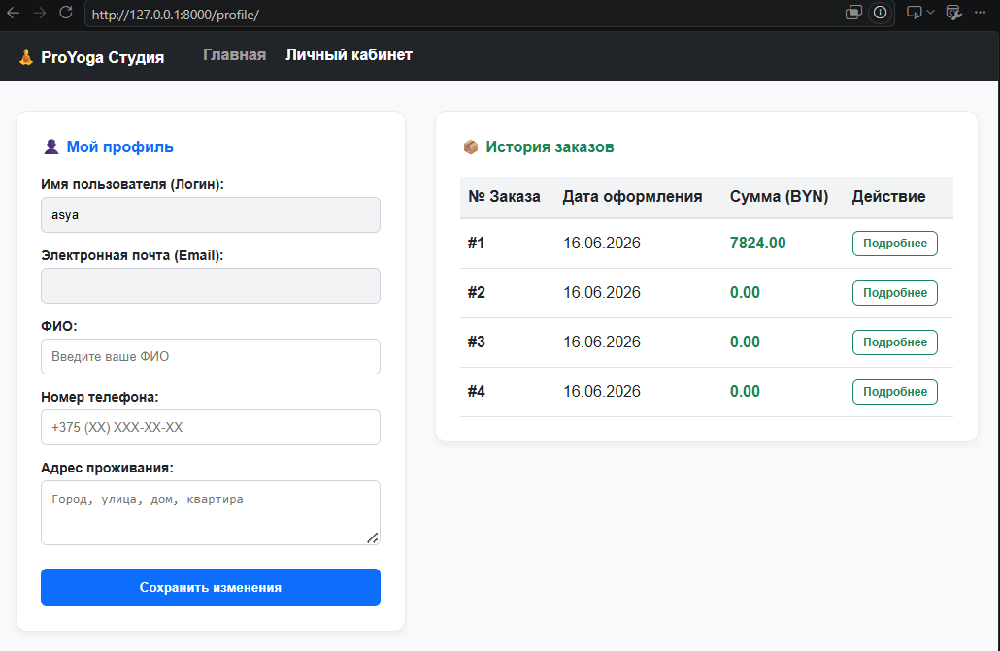 http://127.0.0.1:8000/profile/
ProYoga Студия Главная Личный кабинет
Мой профиль
Имя пользователя (Логин):
asya
Электронная почта (Email):
ФИО:
Введите ваше ФИО
Номер телефона:
+375 (XX) XXX-XX-XX
Адрес проживания:
Город, улица, дом, квартира
Сохранить изменения
История заказов
№ Заказа Дата оформления Сумма (BYN) Действие
#1 16.06.2026 7824.00 Подробнее
#2 16.06.2026 0.00 Подробнее
#3 16.06.2026 0.00 Подробнее
#4 16.06.2026 0.00 Подробнее